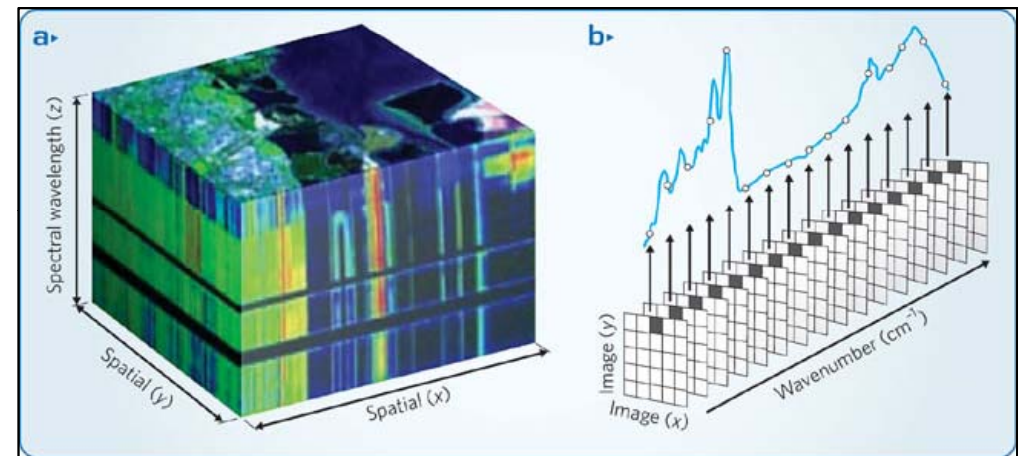 a
Spectral wavelength (z)
Spatial (y)
Spatial (x)
b
Image (y)
Image (x)
Wavenumber (cm⁻¹)